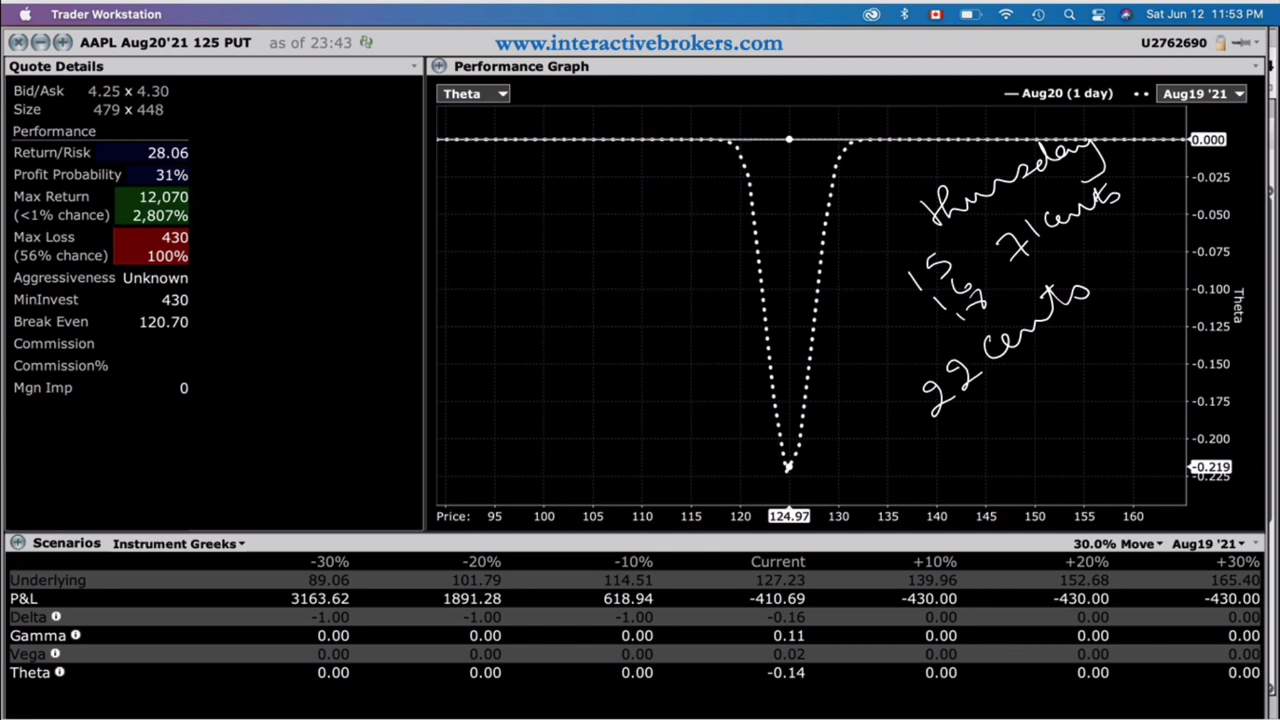 Trader Workstation
Sat Jun 12 11:53 PM
AAPL Aug20'21 125 PUT as of 23:43
www.interactivebrokers.com
U2762690
Quote Details
Bid/Ask 4.25 x 4.30
Size 479 x 448
Performance
Return/Risk 28.06
Profit Probability 31%
Max Return 12,070
(<1% chance) 2,807%
Max Loss 430
(56% chance) 100%
Aggressiveness Unknown
MinInvest 430
Break Even 120.70
Commission
Commission%
Mgn Imp 0
Performance Graph
Theta
Aug20 (1 day)
Aug19 '21
0.000
-0.025
-0.050
-0.075
-0.100
-0.125
-0.150
-0.175
-0.200
-0.219
-0.225
Theta
thursday
71 cents
15
16
17
22 cents
Price: 95 100 105 110 115 120 124.97 130 135 140 145 150 155 160
Scenarios Instrument Greeks
30.0% Move Aug19 '21
-30% -20% -10% Current +10% +20% +30%
Underlying 89.06 101.79 114.51 127.23 139.96 152.68 165.40
P&L 3163.62 1891.28 618.94 -410.69 -430.00 -430.00 -430.00
Delta -1.00 -1.00 -1.00 -0.16 0.00 0.00 0.00
Gamma 0.00 0.00 0.00 0.11 0.00 0.00 0.00
Vega 0.00 0.00 0.00 0.02 0.00 0.00 0.00
Theta 0.00 0.00 0.00 -0.14 0.00 0.00 0.00